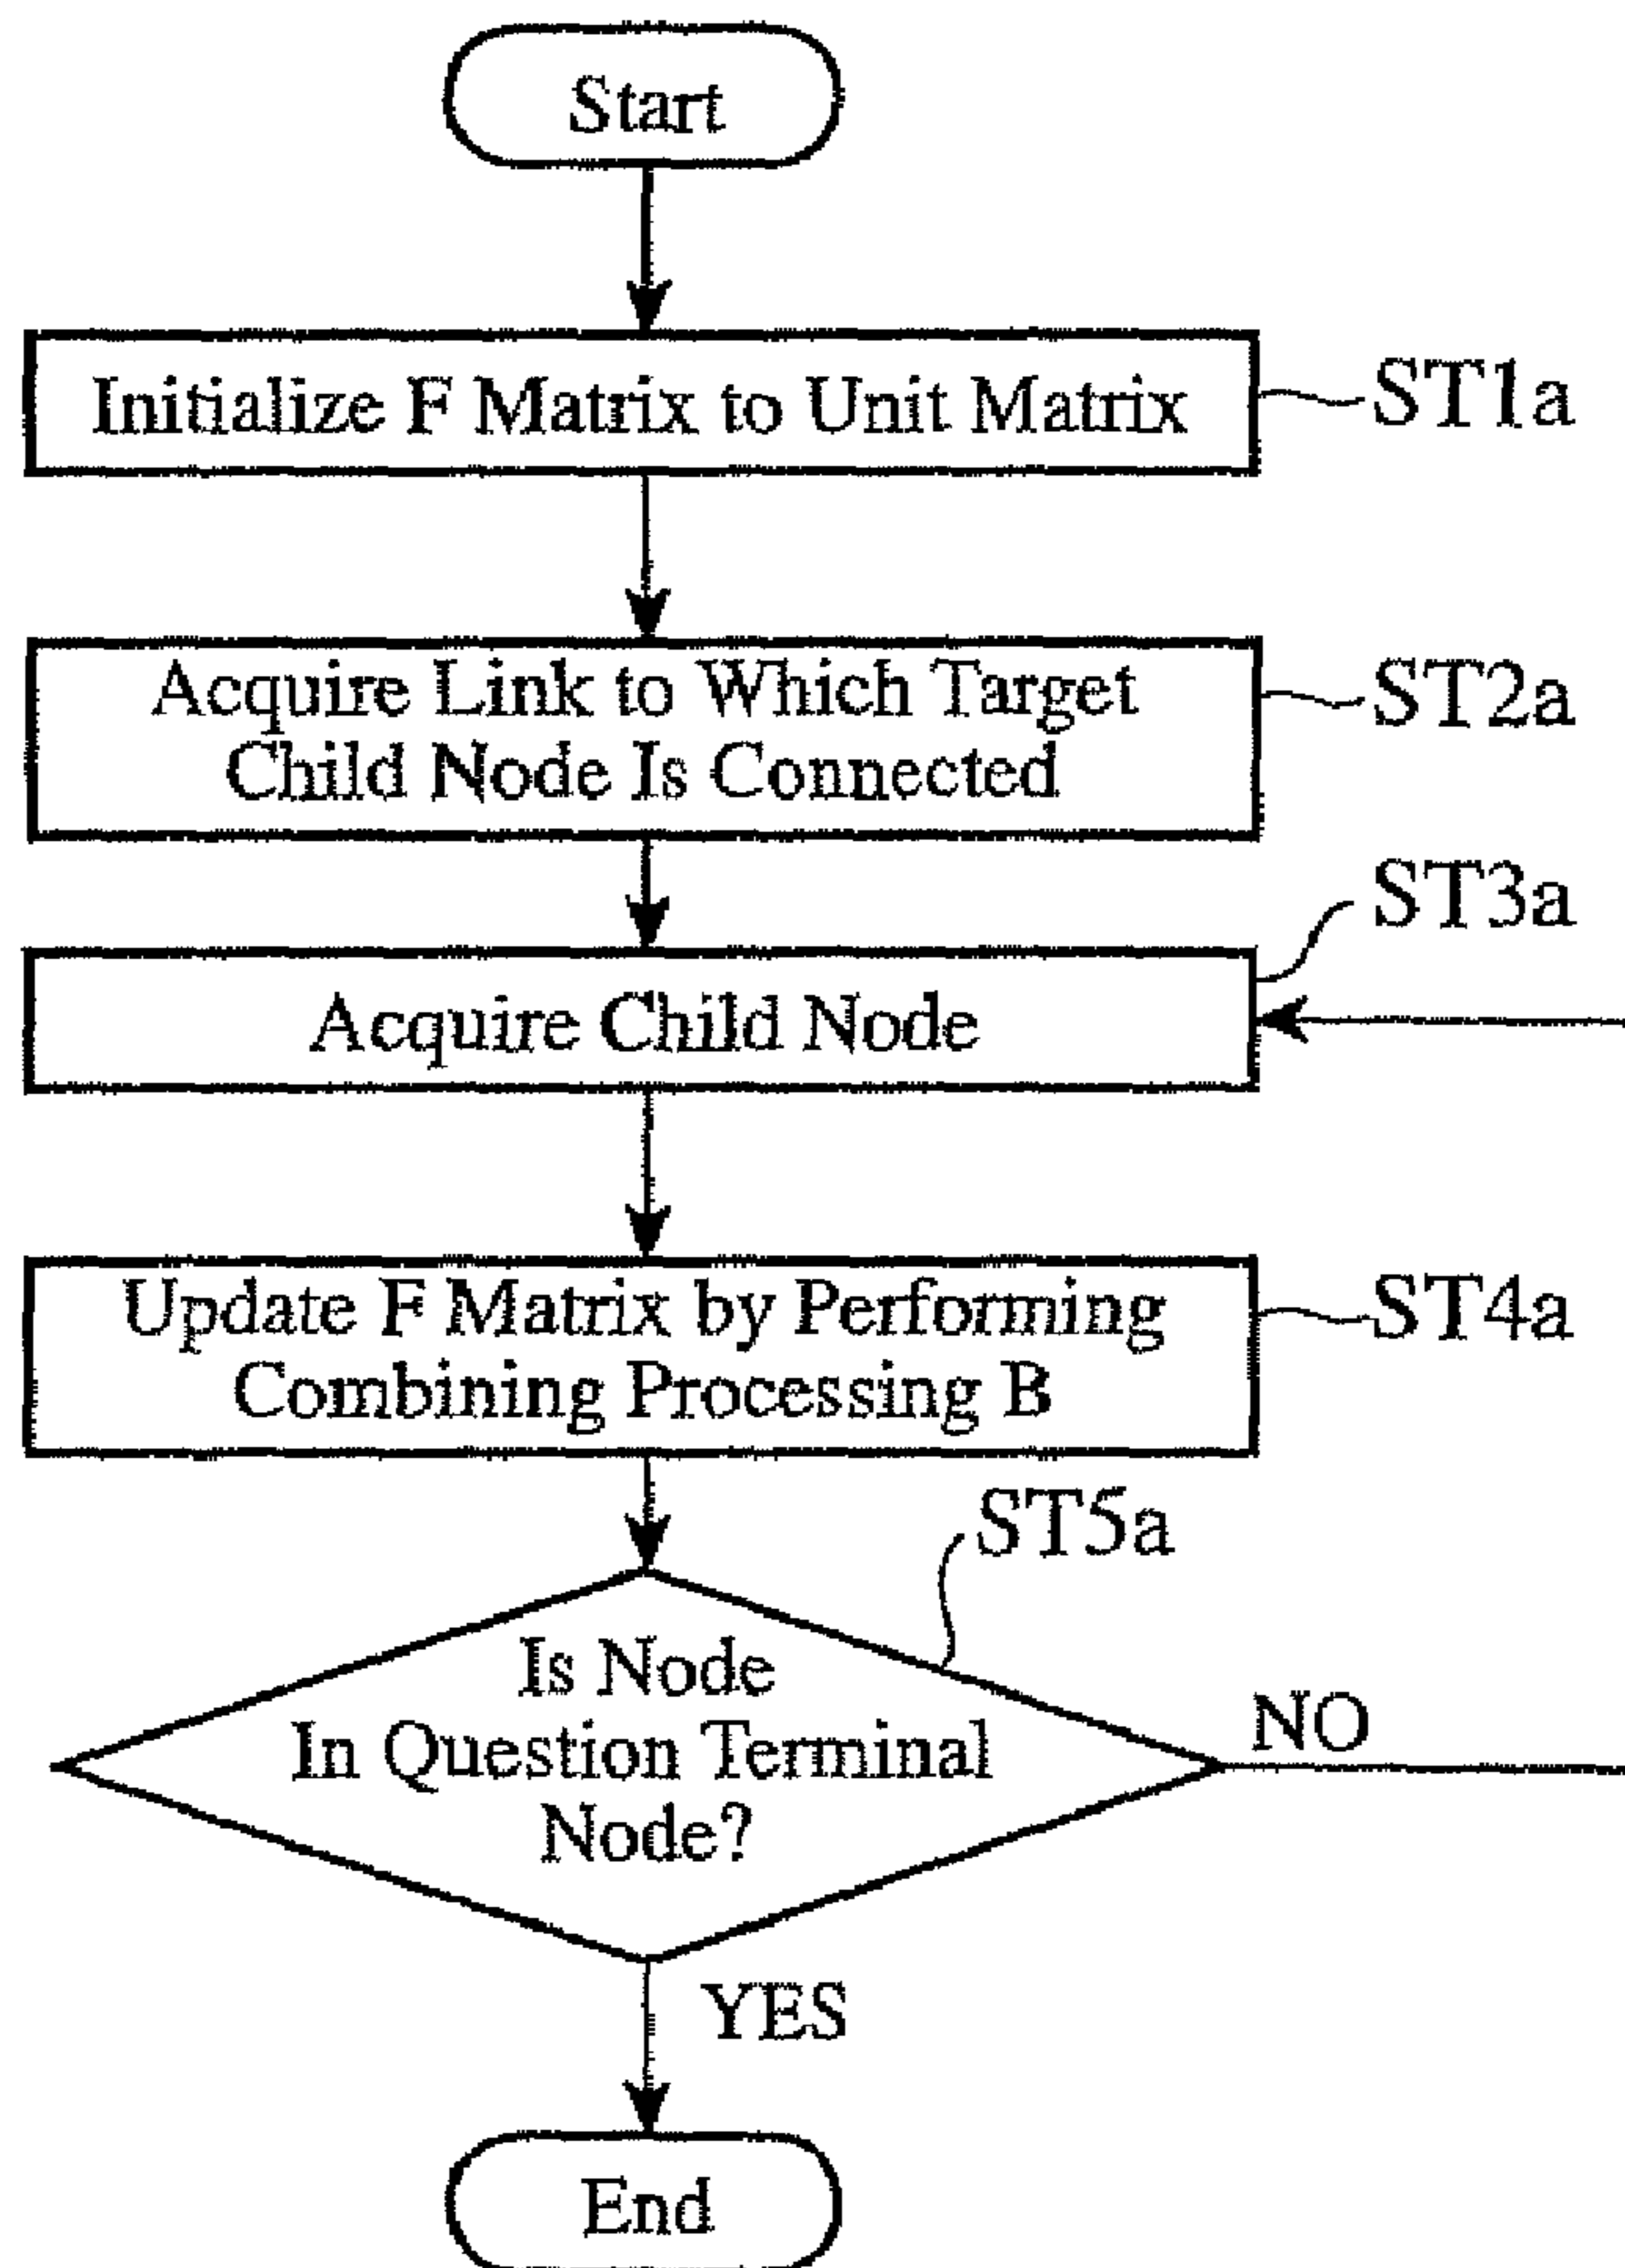 Start
Initialize F Matrix to Unit Matrix
ST1a
Acquire Link to Which Target
Child Node Is Connected
ST2a
ST3a
Acquire Child Node
Update F Matrix by Performing
Combining Processing B
ST4a
ST5a
Is Node
In Question Terminal
Node?
NO
YES
End